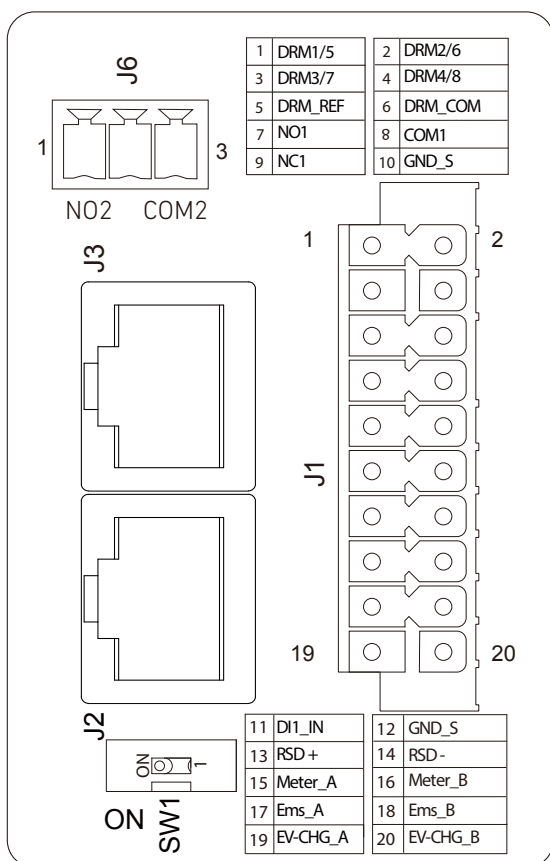 J6
1 3
NO2 COM2
1 DRM1/5 2 DRM2/6
3 DRM3/7 4 DRM4/8
5 DRM_REF 6 DRM_COM
7 NO1 8 COM1
9 NC1 10 GND_S
J3
1 2
J1
19 20
J2
ON 1
ON SW1
11 DI1_IN 12 GND_S
13 RSD + 14 RSD -
15 Meter_A 16 Meter_B
17 Ems_A 18 Ems_B
19 EV-CHG_A 20 EV-CHG_B